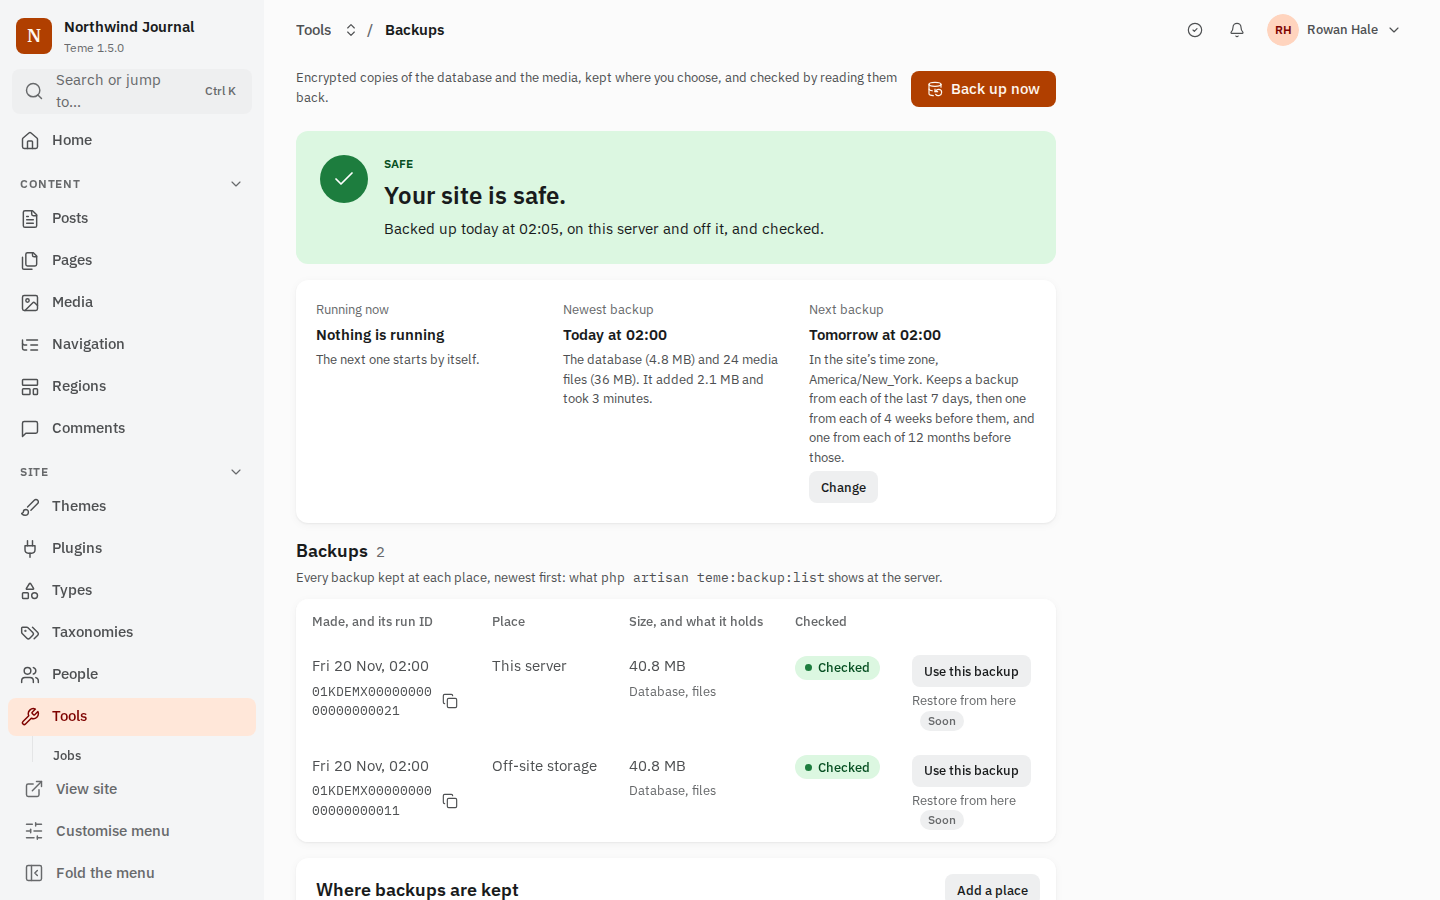 Northwind Journal
Teme 1.5.0
Search or jump
to...
Ctrl K
Home
CONTENT
Posts
Pages
Media
Navigation
Regions
Comments
SITE
Themes
Plugins
Types
Taxonomies
People
Tools
Jobs
View site
Customise menu
Fold the menu
Tools / Backups
RH Rowan Hale
Encrypted copies of the database and the media, kept where you choose, and checked by reading them
back.
Back up now
SAFE
Your site is safe.
Backed up today at 02:05, on this server and off it, and checked.
Running now
Nothing is running
The next one starts by itself.
Newest backup
Today at 02:00
The database (4.8 MB) and 24 media
files (36 MB). It added 2.1 MB and
took 3 minutes.
Next backup
Tomorrow at 02:00
In the site’s time zone,
America/New_York. Keeps a backup
from each of the last 7 days, then one
from each of 4 weeks before them, and
one from each of 12 months before
those.
Change
Backups 2
Every backup kept at each place, newest first: what php artisan teme:backup:list shows at the server.
Made, and its run ID Place Size, and what it holds Checked
Fri 20 Nov, 02:00 This server 40.8 MB Checked Use this backup
01KDEMX00000000 Database, files Restore from here
00000000021 Soon
Fri 20 Nov, 02:00 Off-site storage 40.8 MB Checked Use this backup
01KDEMX00000000 Database, files Restore from here
00000000011 Soon
Where backups are kept Add a place